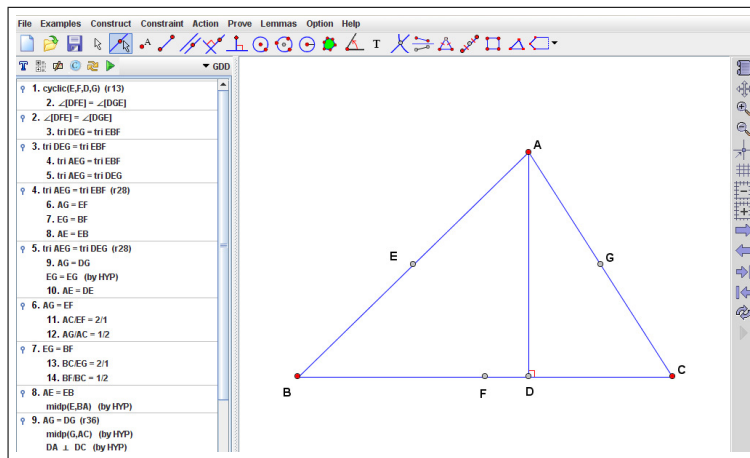 File Examples Construct Constraint Action Prove Lemmas Option Help
A
T
T
GDD
1. cyclic(E,F,D,G) (r13)
2. ∠[DFE] = ∠[DGE]
2. ∠[DFE] = ∠[DGE]
3. tri DEG = tri EBF
3. tri DEG = tri EBF
4. tri AEG = tri EBF
5. tri AEG = tri DEG
4. tri AEG = tri EBF (r28)
6. AG = EF
7. EG = BF
8. AE = EB
5. tri AEG = tri DEG (r28)
9. AG = DG
EG = EG (by HYP)
10. AE = DE
6. AG = EF
11. AC/EF = 2/1
12. AG/AC = 1/2
7. EG = BF
13. BC/EG = 2/1
14. BF/BC = 1/2
8. AE = EB
midp(E,BA) (by HYP)
9. AG = DG (r36)
midp(G,AC) (by HYP)
DA ⊥ DC (by HYP)
A
E
G
B
F
D
C